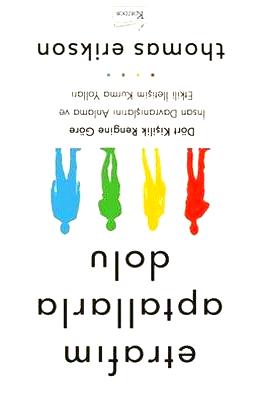 etrafım
aptallarla
dolu
Dört Kişilik Rengine Göre
İnsan Davranışlarını Anlama ve
Etkili İletişim Kurma Yolları
thomas erikson